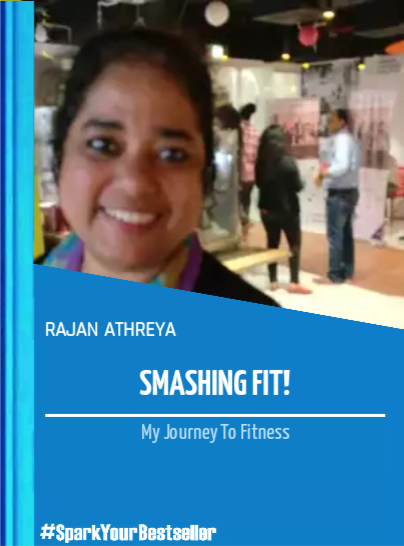 RAJAN ATHREYA
SMASHING FIT!
My Journey To Fitness
#SparkYourBestseller